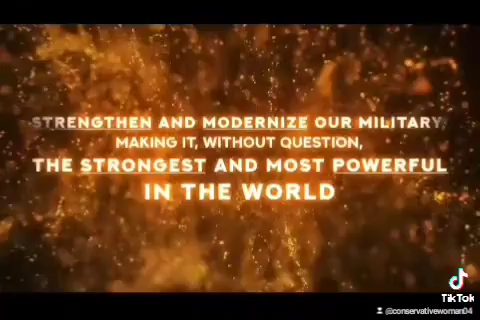 STRENGTHEN AND MODERNIZE OUR MILITARY,
MAKING IT, WITHOUT QUESTION,
THE STRONGEST AND MOST POWERFUL
IN THE WORLD
TikTok
@conservativewoman04